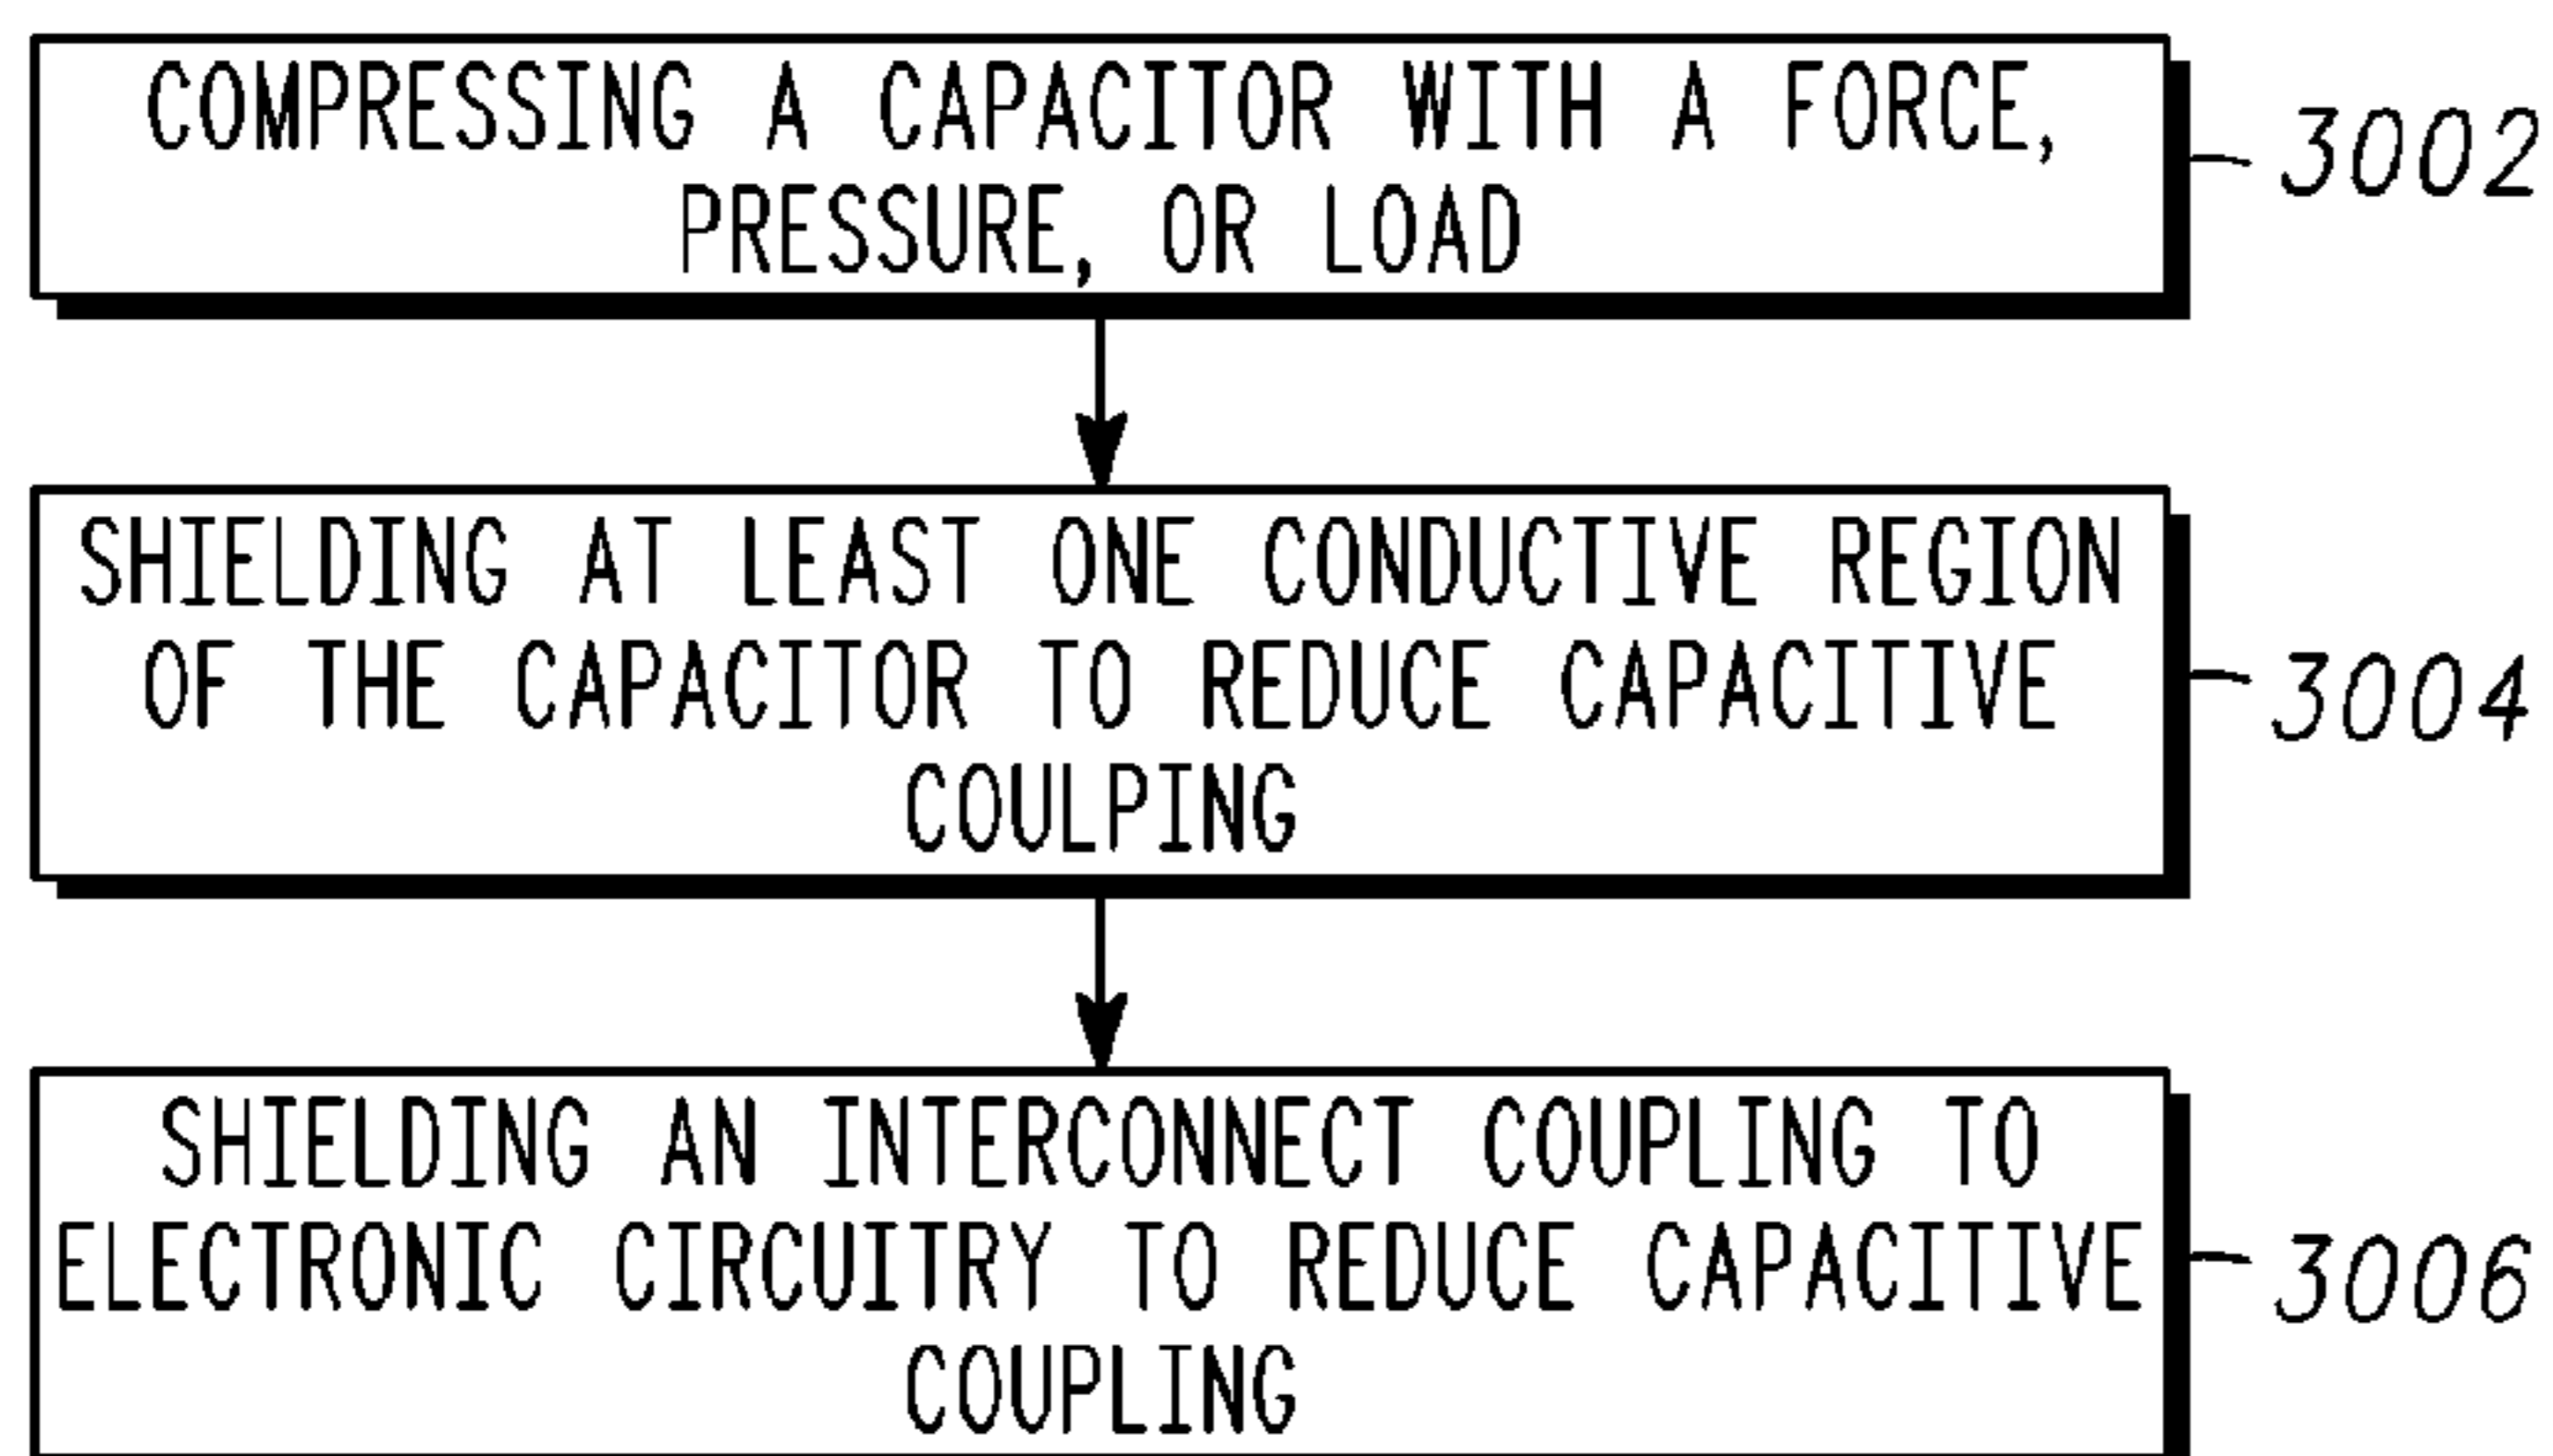 COMPRESSING A CAPACITOR WITH A FORCE,
PRESSURE, OR LOAD
3002
SHIELDING AT LEAST ONE CONDUCTIVE REGION
OF THE CAPACITOR TO REDUCE CAPACITIVE
COULPING
3004
SHIELDING AN INTERCONNECT COUPLING TO
ELECTRONIC CIRCUITRY TO REDUCE CAPACITIVE
COUPLING
3006